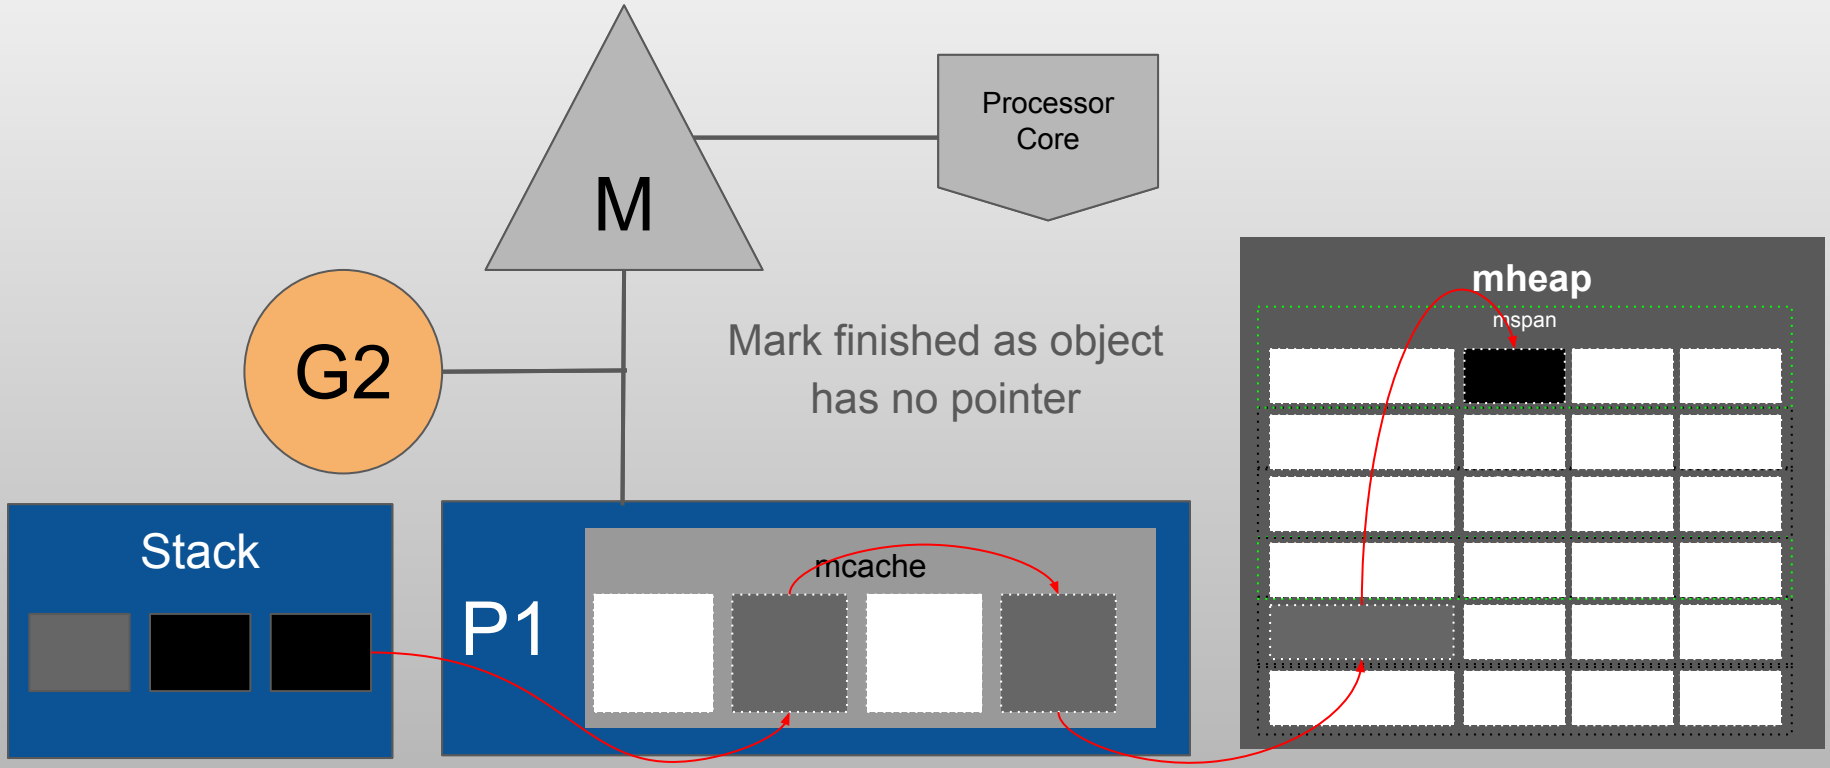 Processor
Core
M
mheap
mspan
G2
Mark finished as object
has no pointer
Stack
mcache
P1